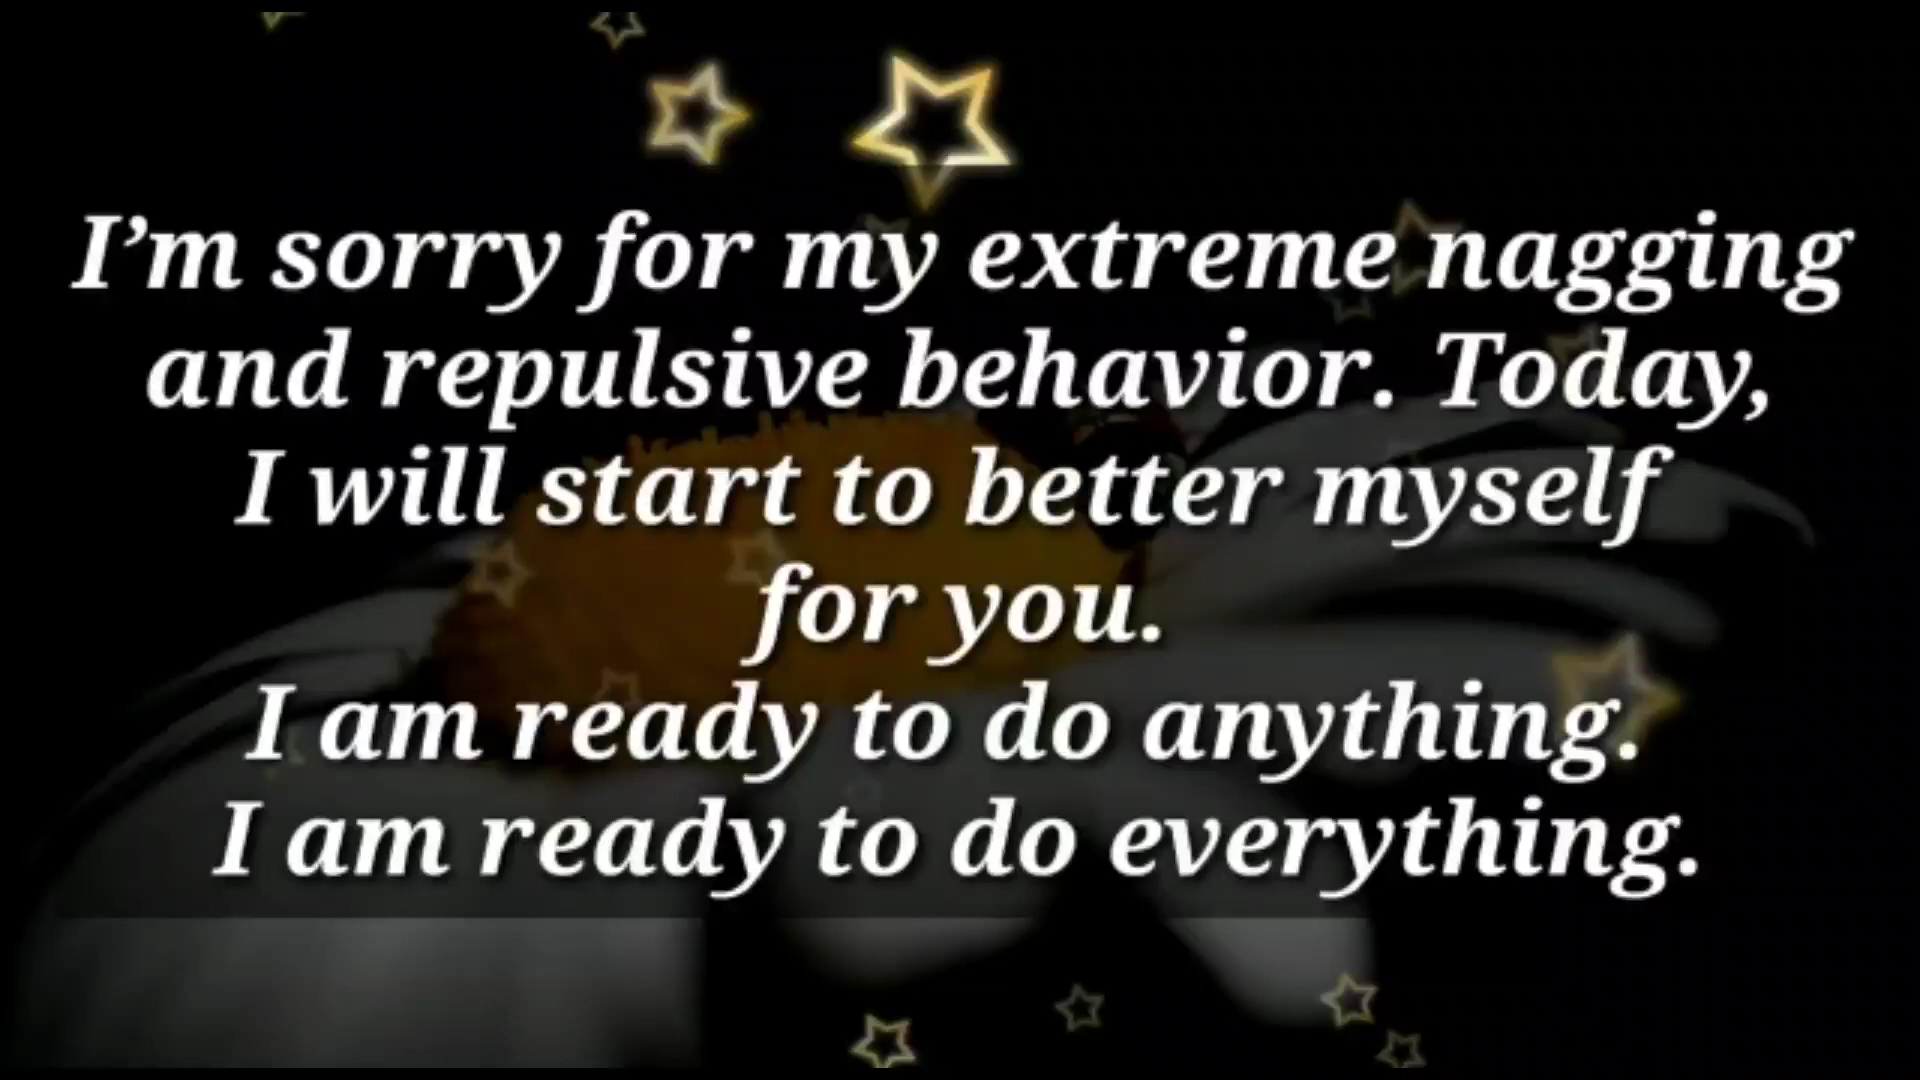 I’m sorry for my extreme nagging
and repulsive behavior. Today,
I will start to better myself
for you.
I am ready to do anything.
I am ready to do everything.